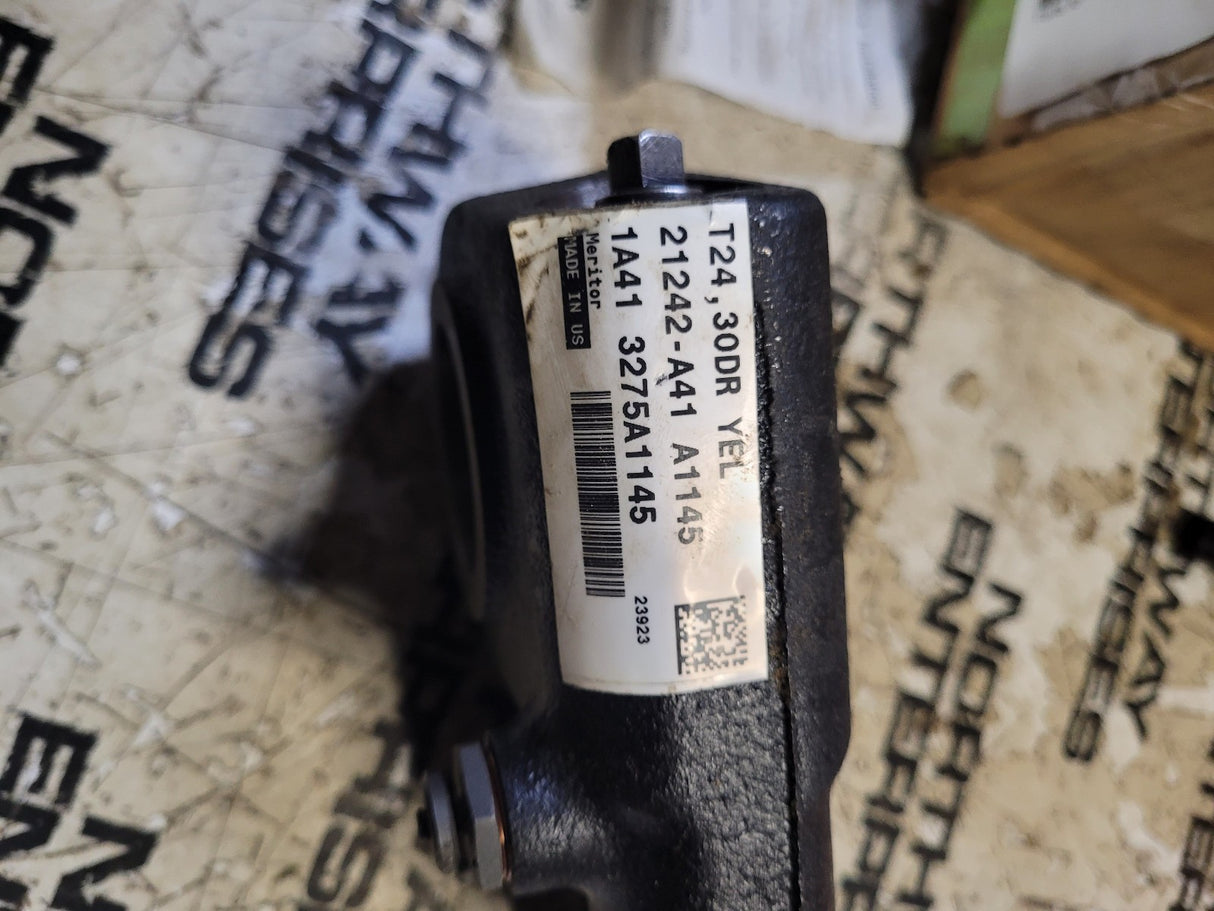 T24,30DR YEL
21242-A41 A1145
1A41 3275A1145
Meritor
MADE IN US
23923
NORTHWAY
ENTERPRISES